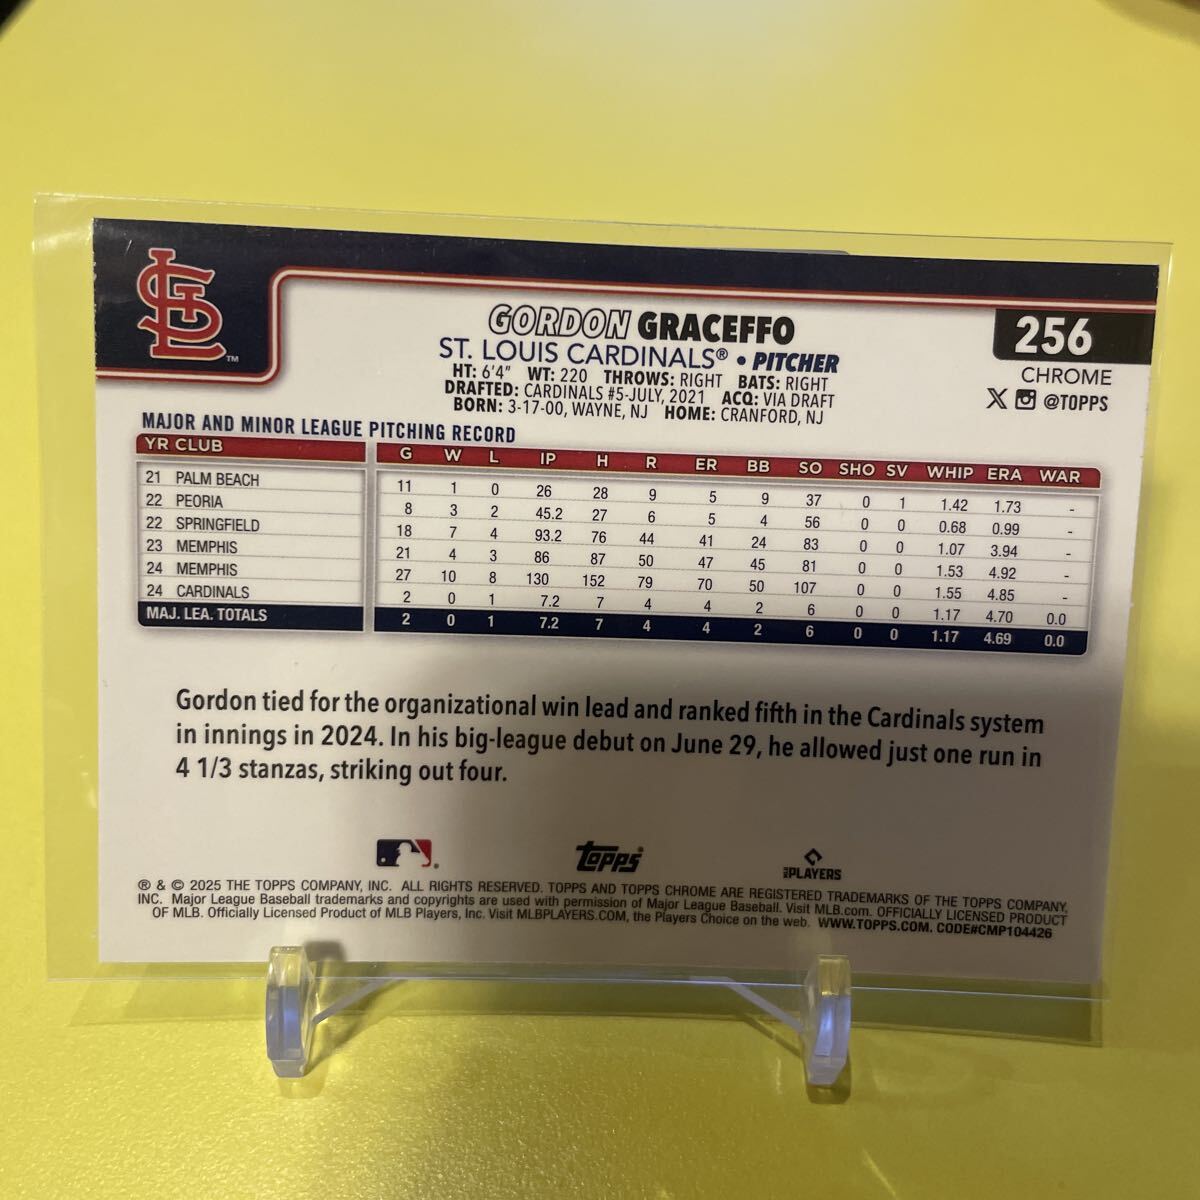 STL ™
GORDON GRACEFFO
ST. LOUIS CARDINALS® • PITCHER
HT: 6'4" WT: 220 THROWS: RIGHT BATS: RIGHT
DRAFTED: CARDINALS #5-JULY, 2021 ACQ: VIA DRAFT
BORN: 3-17-00, WAYNE, NJ HOME: CRANFORD, NJ
256
CHROME
X @TOPPS
MAJOR AND MINOR LEAGUE PITCHING RECORD
YR CLUB G W L IP H R ER BB SO SHO SV WHIP ERA WAR
21 PALM BEACH 11 1 0 26 28 9 5 9 37 0 1 1.42 1.73 -
22 PEORIA 8 3 2 45.2 27 6 5 4 56 0 0 0.68 0.99 -
22 SPRINGFIELD 18 7 4 93.2 76 44 41 24 83 0 0 1.07 3.94 -
23 MEMPHIS 21 4 3 86 87 50 47 45 81 0 0 1.53 4.92 -
24 MEMPHIS 27 10 8 130 152 79 70 50 107 0 0 1.55 4.85 -
24 CARDINALS 2 0 1 7.2 7 4 4 2 6 0 0 1.17 4.70 0.0
MAJ. LEA. TOTALS 2 0 1 7.2 7 4 4 2 6 0 0 1.17 4.69 0.0
Gordon tied for the organizational win lead and ranked fifth in the Cardinals system
in innings in 2024. In his big-league debut on June 29, he allowed just one run in
4 1/3 stanzas, striking out four.
Topps
MLB PLAYERS
® & © 2025 THE TOPPS COMPANY, INC. ALL RIGHTS RESERVED. TOPPS AND TOPPS CHROME ARE REGISTERED TRADEMARKS OF THE TOPPS COMPANY,
INC. Major League Baseball trademarks and copyrights are used with permission of Major League Baseball. Visit MLB.com. OFFICIALLY LICENSED PRODUCT
OF MLB. Officially Licensed Product of MLB Players, Inc. Visit MLBPLAYERS.COM, the Players Choice on the web. WWW.TOPPS.COM. CODE#CMP104426